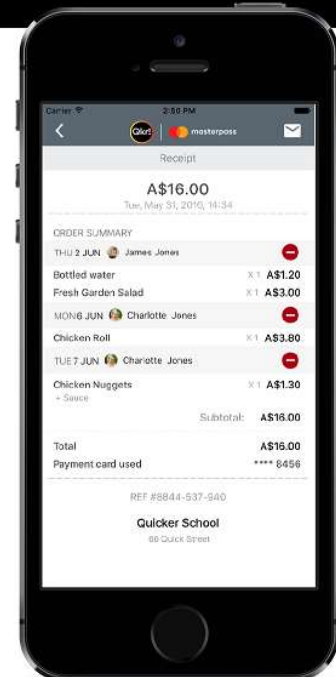 Carrier 2:50 PM
Qkr! masterpass
Receipt
A$16.00
Tue, May 31, 2016, 14:34
ORDER SUMMARY
THU 2 JUN James Jones
Bottled water X 1 A$1.20
Fresh Garden Salad X 1 A$3.00
MON 6 JUN Charlotte Jones
Chicken Roll X 1 A$3.80
TUE 7 JUN Charlotte Jones
Chicken Nuggets X 1 A$1.30
+ Sauce
Subtotal: A$16.00
Total A$16.00
Payment card used **** 8456
REF #8844-537-940
Quicker School
66 Quick Street